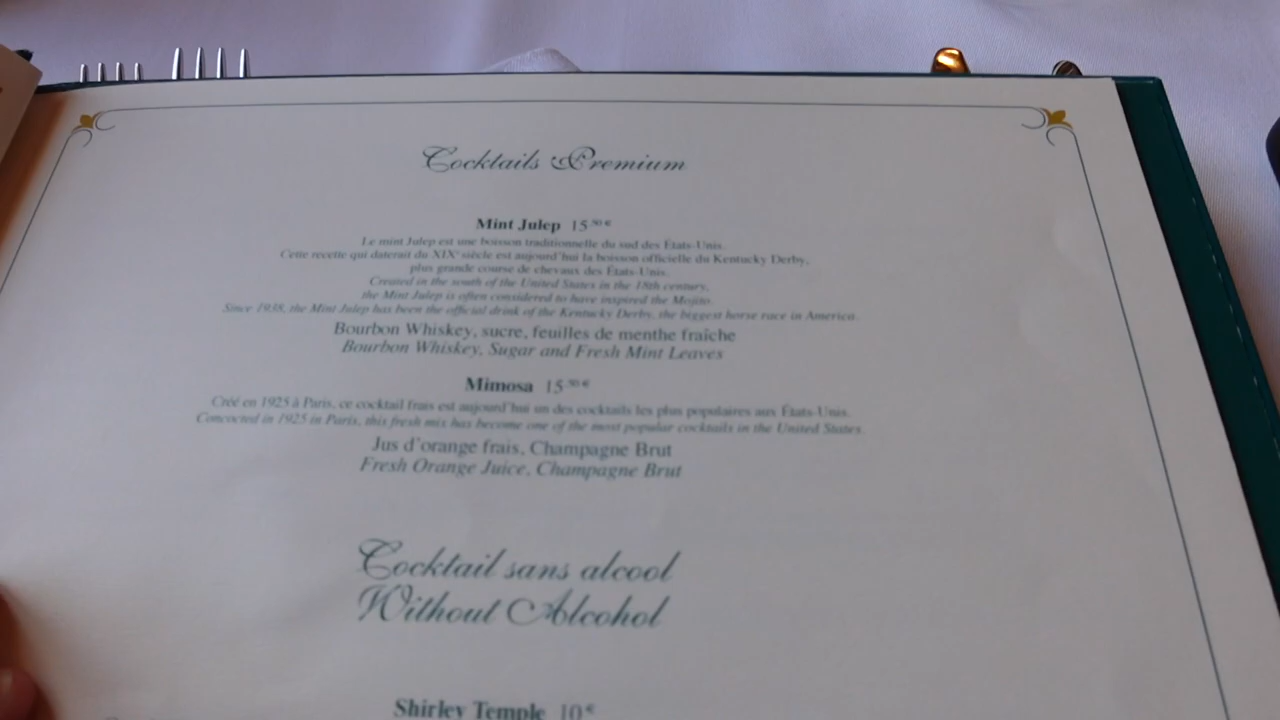 Cocktails Premium
Mint Julep 15,50 €
Le mint Julep est une boisson traditionnelle du sud des États-Unis.
Cette recette qui daterait du XIXe siècle est aujourd'hui la boisson officielle du Kentucky Derby,
plus grande course de chevaux des États-Unis.
Created in the south of the United States in the 18th century,
the Mint Julep is often considered to have inspired the Mojito.
Since 1938, the Mint Julep has been the official drink of the Kentucky Derby, the biggest horse race in America.
Bourbon Whiskey, sucre, feuilles de menthe fraîche
Bourbon Whiskey, Sugar and Fresh Mint Leaves
Mimosa 15,50 €
Créé en 1925 à Paris, ce cocktail frais est aujourd'hui un des cocktails les plus populaires aux États-Unis.
Concocted in 1925 in Paris, this fresh mix has become one of the most popular cocktails in the United States.
Jus d'orange frais, Champagne Brut
Fresh Orange Juice, Champagne Brut
Cocktail sans alcool
Without Alcohol
Shirley Temple 10 €